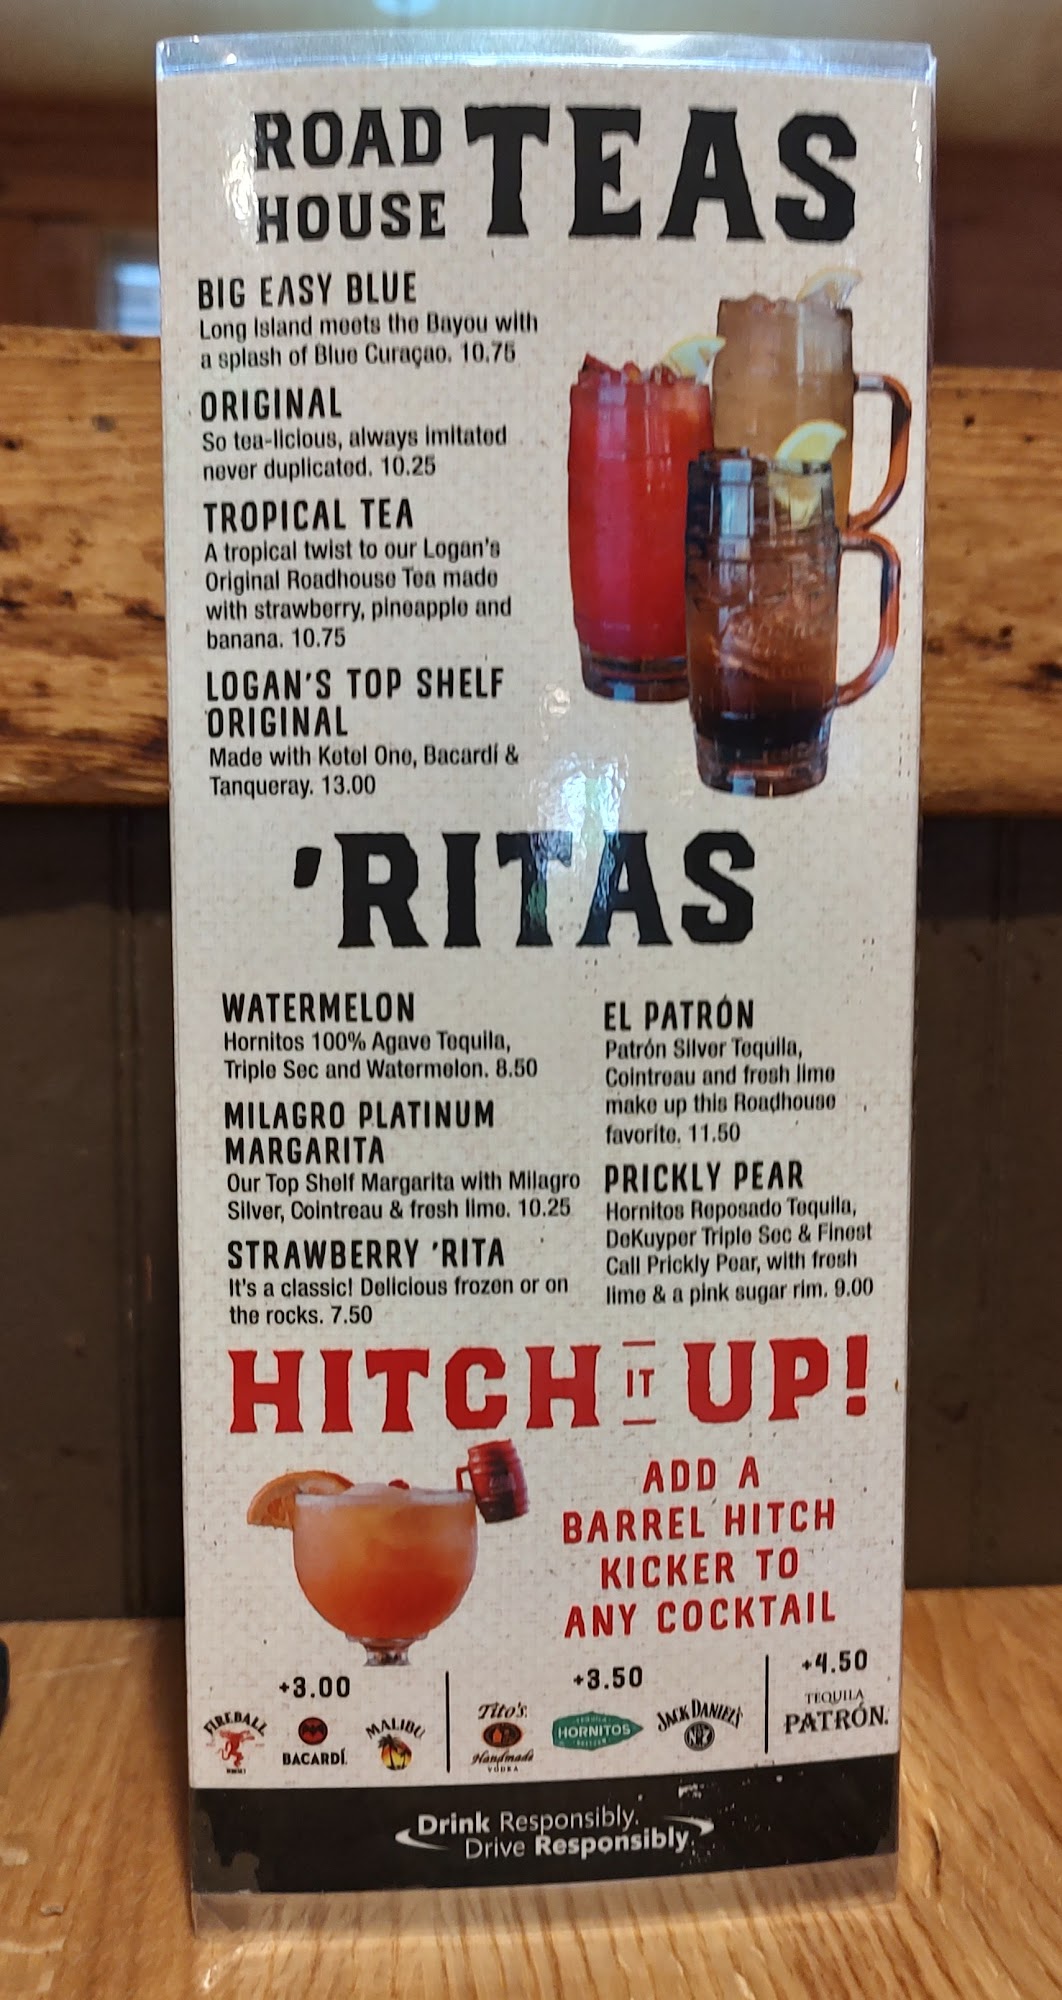 ROAD HOUSE TEAS
BIG EASY BLUE
Long Island meets the Bayou with
a splash of Blue Curaçao. 10.75
ORIGINAL
So tea-licious, always imitated
never duplicated. 10.25
TROPICAL TEA
A tropical twist to our Logan's
Original Roadhouse Tea made
with strawberry, pineapple and
banana. 10.75
LOGAN'S TOP SHELF
ORIGINAL
Made with Ketel One, Bacardí &
Tanqueray. 13.00
'RITAS
WATERMELON
Hornitos 100% Agave Tequila,
Triple Sec and Watermelon. 8.50
MILAGRO PLATINUM
MARGARITA
Our Top Shelf Margarita with Milagro
Silver, Cointreau & fresh lime. 10.25
STRAWBERRY 'RITA
It's a classic! Delicious frozen or on
the rocks. 7.50
EL PATRÓN
Patrón Silver Tequila,
Cointreau and fresh lime
make up this Roadhouse
favorite. 11.50
PRICKLY PEAR
Hornitos Reposado Tequila,
DeKuyper Triple Sec & Finest
Call Prickly Pear, with fresh
lime & a pink sugar rim. 9.00
HITCH IT UP!
ADD A
BARREL HITCH
KICKER TO
ANY COCKTAIL
+3.00
FIREBALL
BACARDÍ
MALIBU
+3.50
Tito's
Handmade
VODKA
HORNITOS
JACK DANIEL'S
+4.50
TEQUILA
PATRÓN.
Drink Responsibly.
Drive Responsibly.